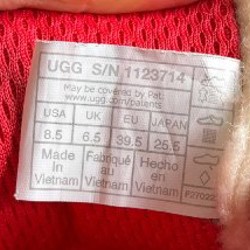 UGG S/N 1123714
May be covered by Pat:
www.ugg.com/patents
USA UK EU JAPAN
8.5 6.5 39.5 25.5
Made in Vietnam Fabriqué au Vietnam Hecho en Vietnam